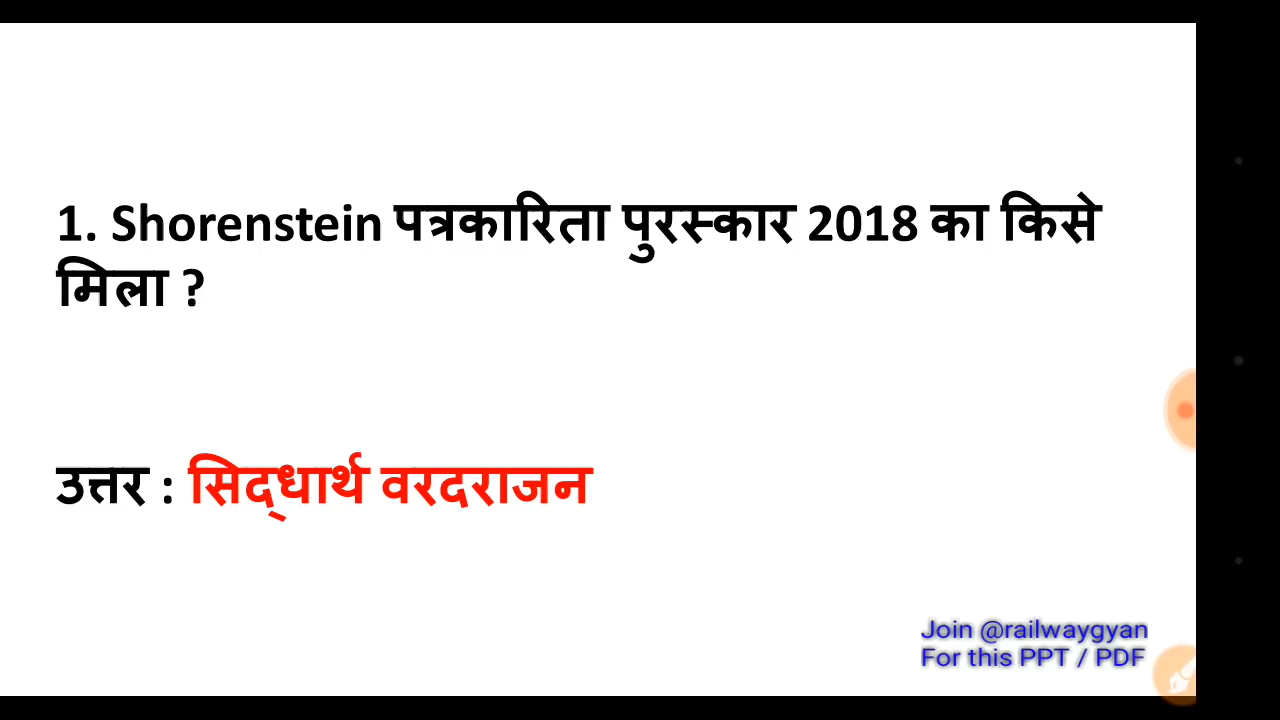 1. Shorenstein पत्रकारिता पुरस्कार 2018 का किसे
मिला ?
उत्तर : सिद्धार्थ वरदराजन
Join @railwaygyan
For this PPT / PDF